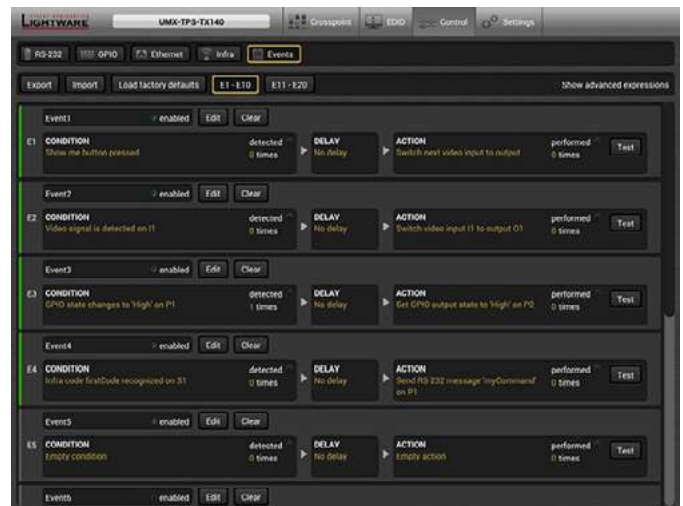 LIGHTWARE
UMX-TPS-TX140
Crosspoint
EDID
Control
Settings
RS-232
GPIO
Ethernet
Infra
Events
Export
Import
Load factory defaults
E1 - E10
E11 - E20
Show advanced expressions
Event1
enabled
Edit
Clear
E1
CONDITION
Show me button pressed
detected
0 times
DELAY
No delay
ACTION
Switch next video input to output
performed
0 times
Test
Event2
enabled
Edit
Clear
E2
CONDITION
Video signal is detected on I1
detected
0 times
DELAY
No delay
ACTION
Switch video input I1 to output O1
performed
0 times
Test
Event3
enabled
Edit
Clear
E3
CONDITION
GPIO state changes to 'High' on P1
detected
1 times
DELAY
No delay
ACTION
Set GPIO output state to 'High' on P2
performed
0 times
Test
Event4
enabled
Edit
Clear
E4
CONDITION
Infra code firstCode recognized on S1
detected
0 times
DELAY
No delay
ACTION
Send RS-232 message 'myCommand'
on P1
performed
0 times
Test
Event5
enabled
Edit
Clear
E5
CONDITION
Empty condition
detected
0 times
DELAY
No delay
ACTION
Empty action
performed
0 times
Test
Event6
enabled
Edit
Clear